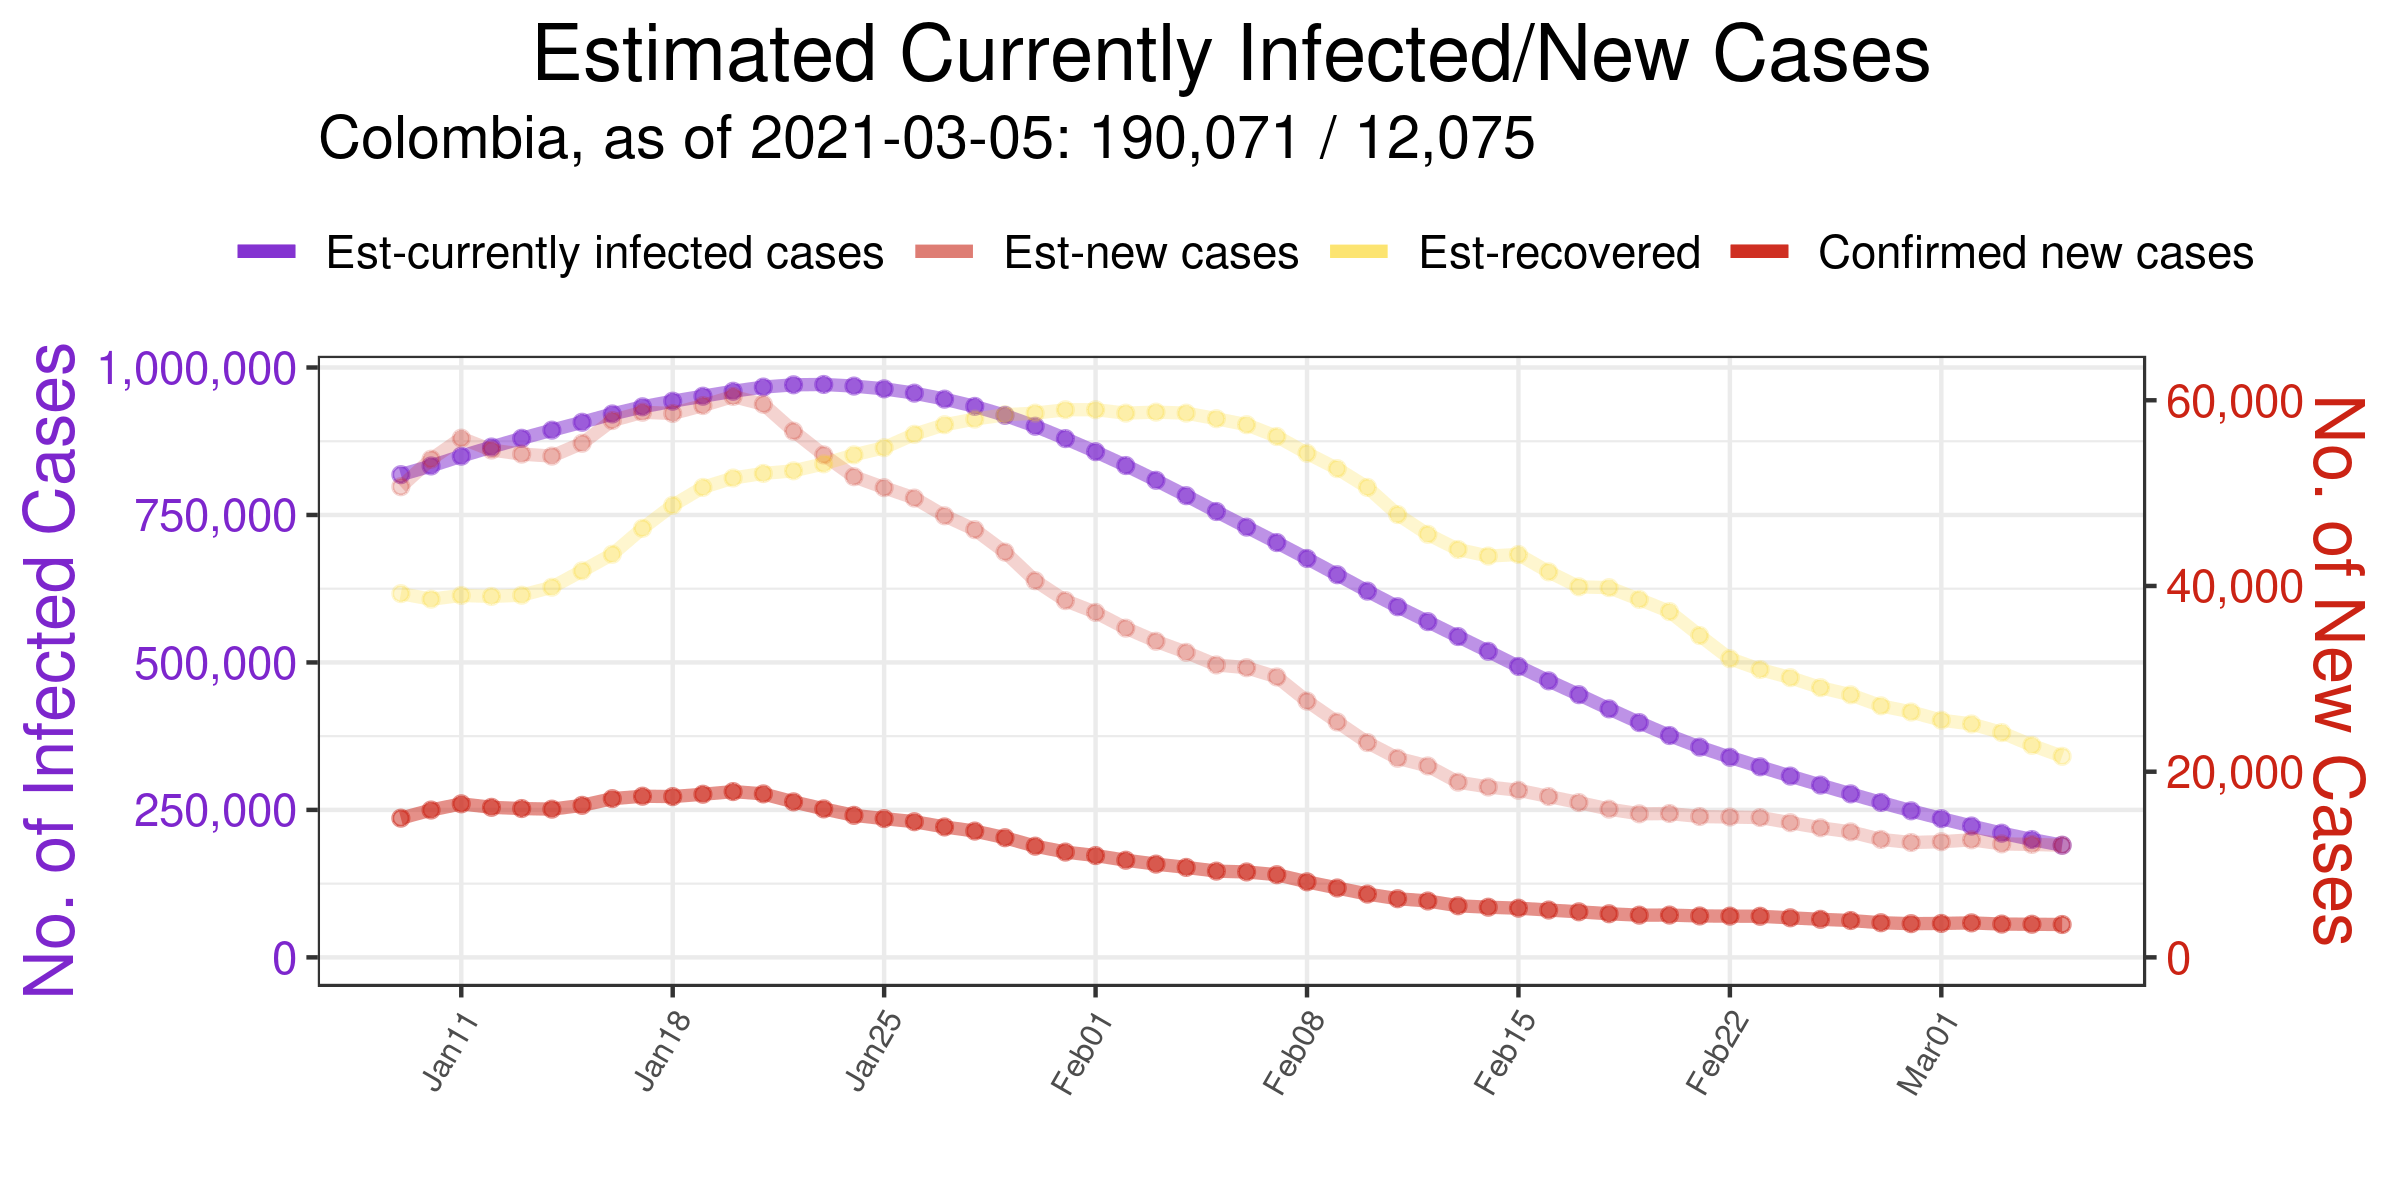 Estimated Currently Infected/New Cases
Colombia, as of 2021-03-05: 190,071 / 12,075
Est-currently infected cases Est-new cases Est-recovered Confirmed new cases
No. of Infected Cases
1,000,000
750,000
500,000
250,000
0
60,000
40,000
20,000
0
No. of New Cases
Jan11 Jan18 Jan25 Feb01 Feb08 Feb15 Feb22 Mar01